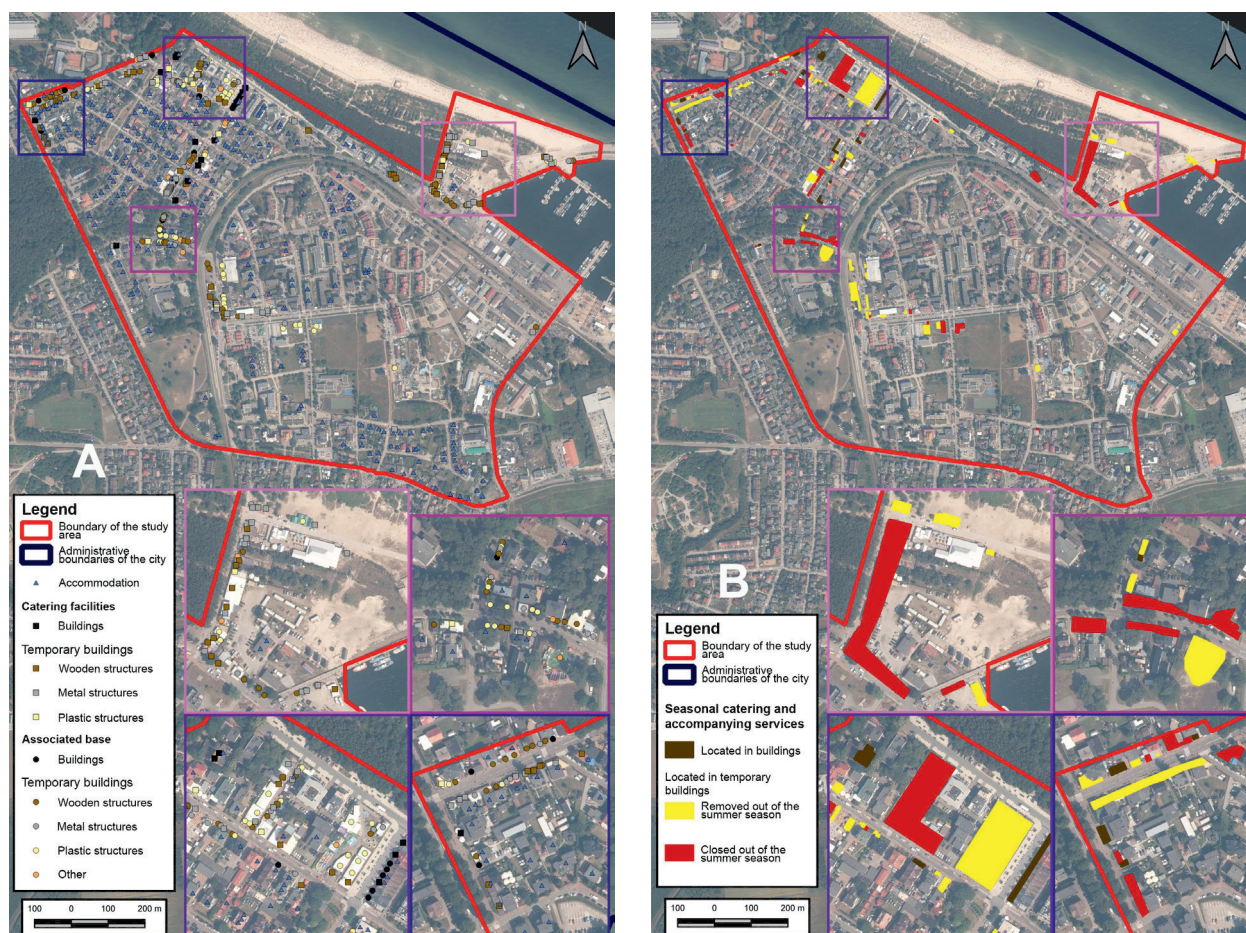 N
A
Legend
Boundary of the study
area
Administrative
boundaries of the city
Accommodation
Catering facilities
Buildings
Temporary buildings
Wooden structures
Metal structures
Plastic structures
Associated base
Buildings
Temporary buildings
Wooden structures
Metal structures
Plastic structures
Other
100 0 100 200 m
N
B
Legend
Boundary of the study
area
Administrative
boundaries of the city
Seasonal catering and
accompanying services
Located in buildings
Located in temporary
buildings
Removed out of the
summer season
Closed out of the
summer season
100 0 100 200 m